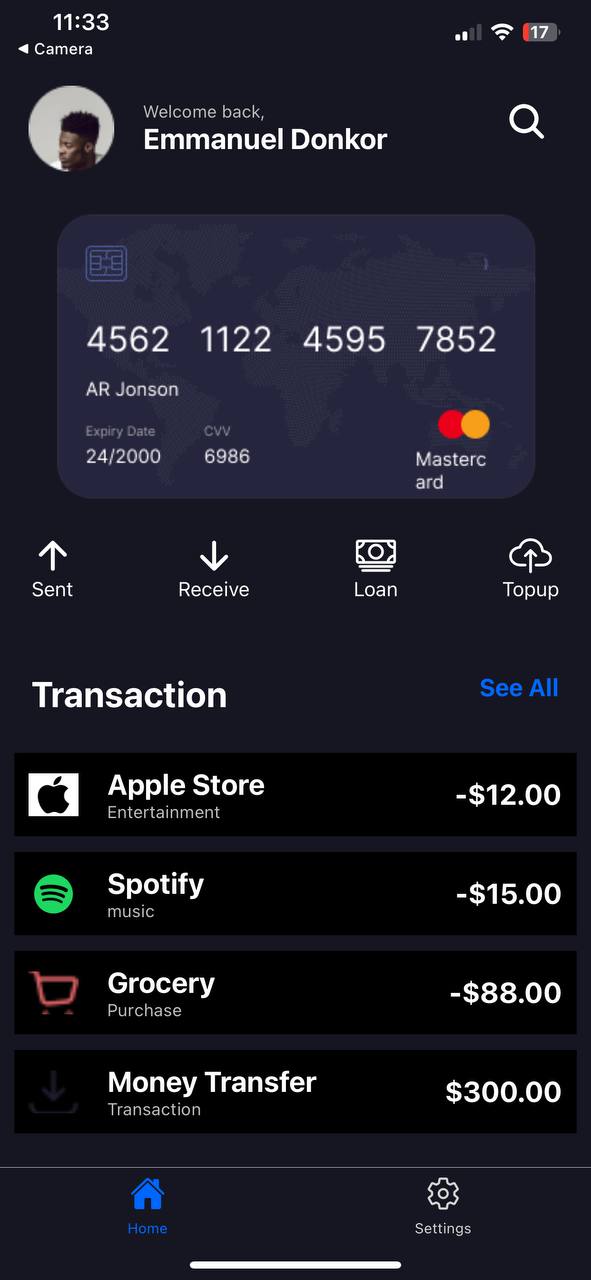 11:33
17
◀ Camera
Welcome back,
Emmanuel Donkor
4562 1122 4595 7852
AR Jonson
Expiry Date CVV
24/2000 6986
Masterc
ard
Sent Receive Loan Topup
Transaction See All
Apple Store -$12.00
Entertainment
Spotify -$15.00
music
Grocery -$88.00
Purchase
Money Transfer $300.00
Transaction
Home Settings